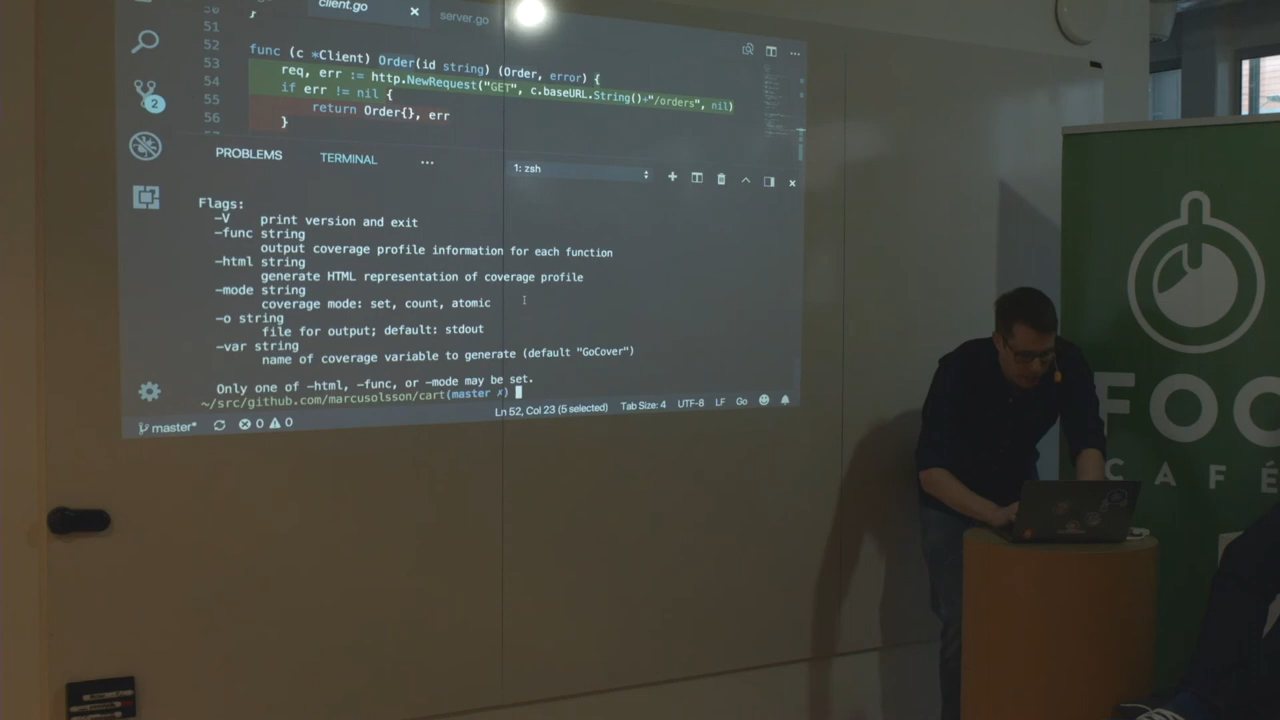 client.go × server.go
51
52
53 func (c *Client) Order(id string) (Order, error) {
54 req, err := http.NewRequest("GET", c.baseURL.String()+"/orders", nil)
55 if err != nil {
56 return Order{}, err
}
2
PROBLEMS TERMINAL ... 1: zsh
Flags:
-V print version and exit
-func string
output coverage profile information for each function
-html string
generate HTML representation of coverage profile
-mode string
coverage mode: set, count, atomic
-o string
file for output; default: stdout
-var string
name of coverage variable to generate (default "GoCover")
Only one of -html, -func, or -mode may be set.
~/src/github.com/marcusolsson/cart(master ✗)
master* 0 0 Ln 52, Col 23 (5 selected) Tab Size: 4 UTF-8 LF Go
FOO
CAFÉ